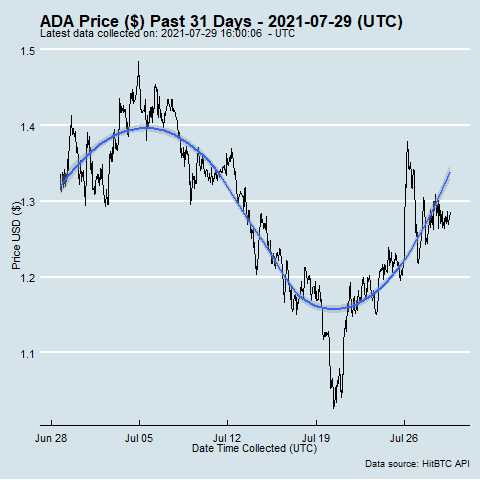 ADA Price ($) Past 31 Days - 2021-07-29 (UTC)
Latest data collected on: 2021-07-29 16:00:06  - UTC
1.5
1.4
1.3
1.2
1.1
Price USD ($)
Jun 28 Jul 05 Jul 12 Jul 19 Jul 26
Date Time Collected (UTC)
Data source: HitBTC API